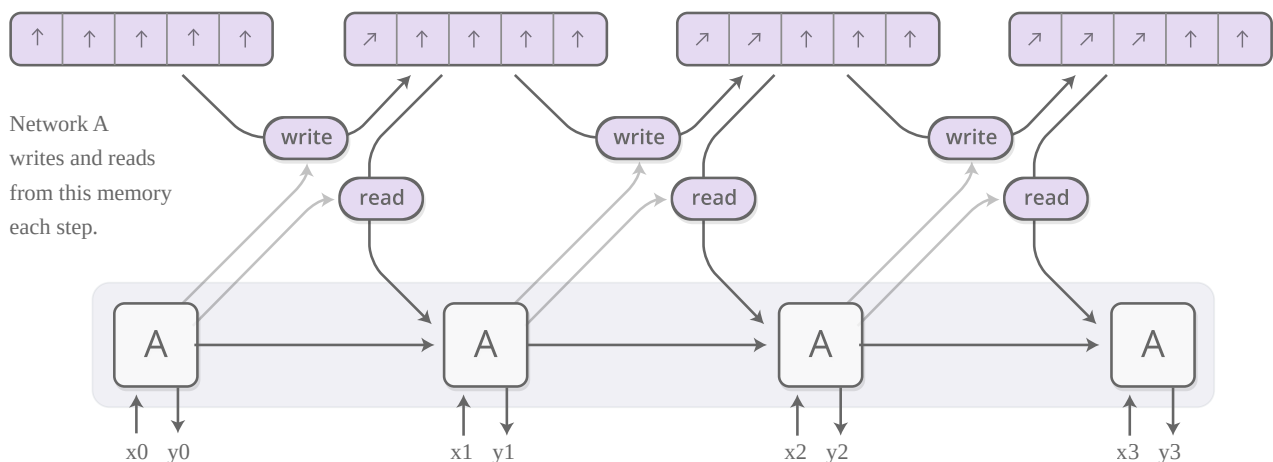 Network A
writes and reads
from this memory
each step.
write
write
write
read
read
read
A
A
A
A
x0 y0
x1 y1
x2 y2
x3 y3